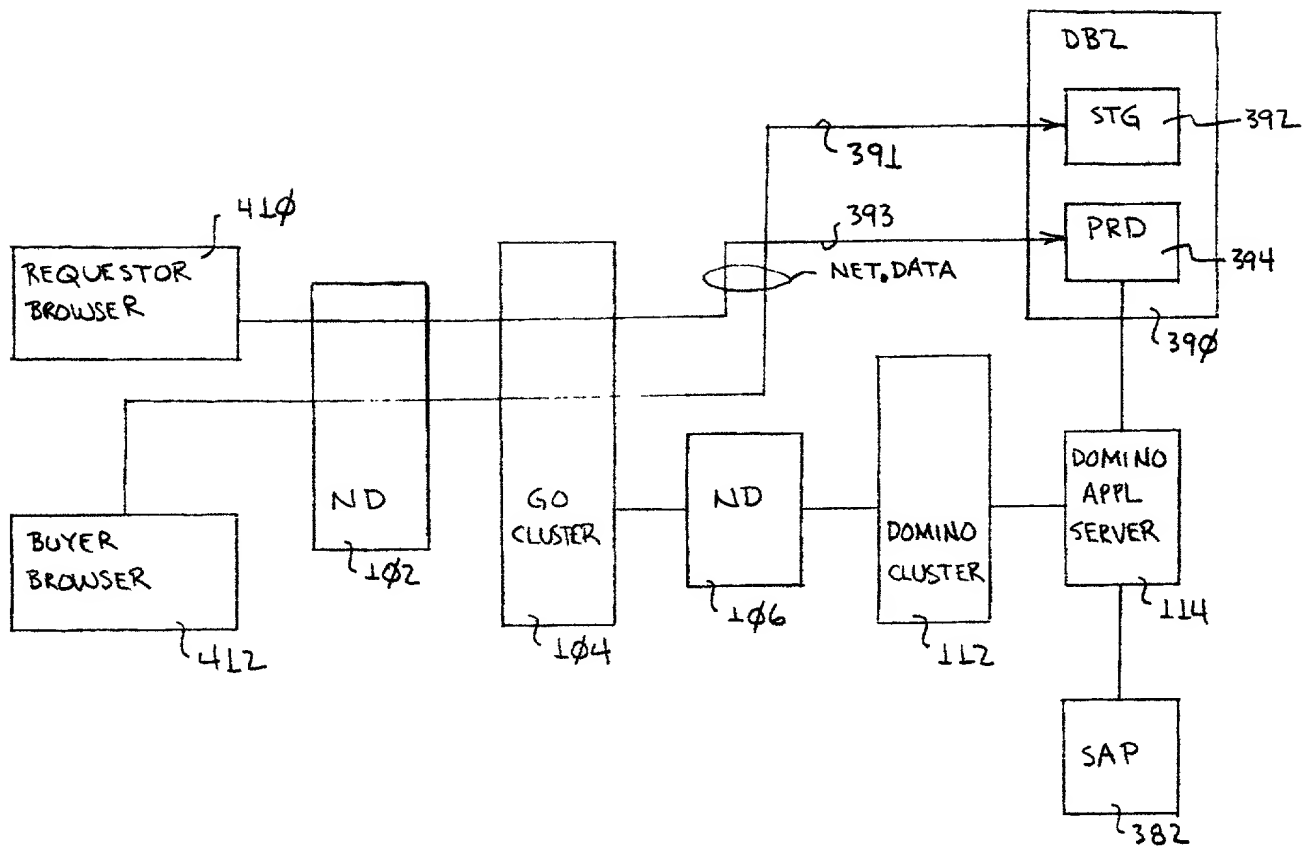 DB2
STG
392
391
410
393
PRD
394
REQUESTOR
BROWSER
NET.DATA
390
ND
102
GO
CLUSTER
104
ND
106
DOMINO
CLUSTER
112
DOMINO
APPL
SERVER
114
BUYER
BROWSER
412
SAP
382